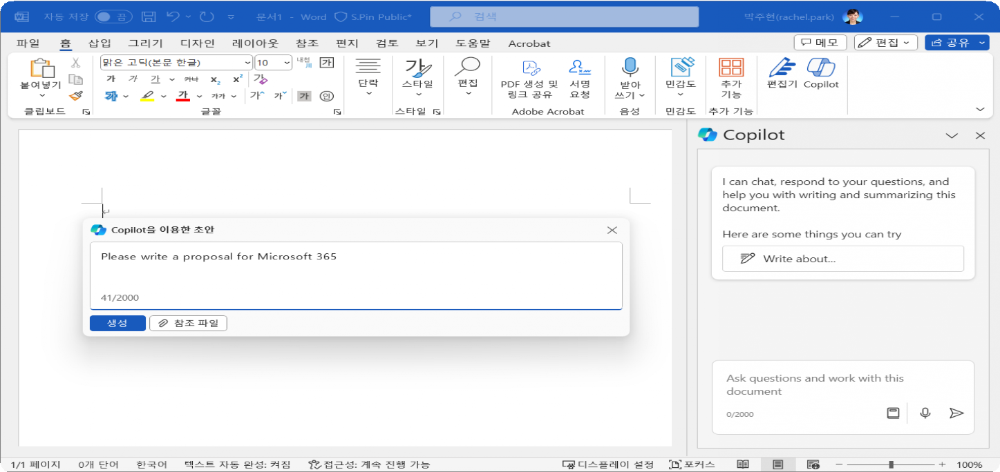 자동 저장 끔 문서1 - Word S.Pin Public* 검색 박주현(rachel.park)
파일 홈 삽입 그리기 디자인 레이아웃 참조 편지 검토 보기 도움말 Acrobat 메모 편집 공유
맑은 고딕(본문 한글) 10 내천 가
붙여넣기 가 가 가 가나 x₂ x² 가
가 가 가가 가 가 가
단락 스타일 편집 PDF 생성 및 링크 공유 서명 요청 받아쓰기 민감도 추가 기능 편집기 Copilot
클립보드 글꼴 스타일 Adobe Acrobat 음성 민감도 추가 기능
Copilot
I can chat, respond to your questions, and
help you with writing and summarizing this
document.
Here are some things you can try
Write about...
Copilot을 이용한 초안
Please write a proposal for Microsoft 365
41/2000
생성 참조 파일
Ask questions and work with this
document
0/2000
1/1 페이지 0개 단어 한국어 텍스트 자동 완성: 켜짐 접근성: 계속 진행 가능 디스플레이 설정 포커스 100%